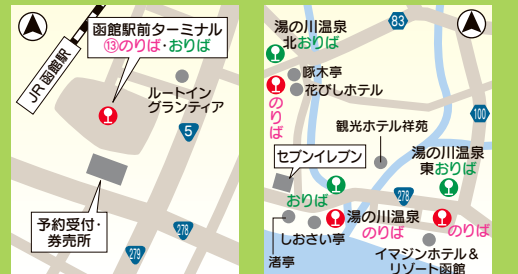 函館駅前ターミナル
⑬のりば・おりば
JR函館駅
ルートイン
グランティア
5
予約受付・
券売所
278
279
83
湯の川温泉
北おりば
啄木亭
花びしホテル
のりば
100
観光ホテル祥苑
セブンイレブン
湯の川温泉
東おりば
おりば
278
湯の川温泉
のりば
のりば
しおさい亭
渚亭
イマジンホテル&
リゾート函館